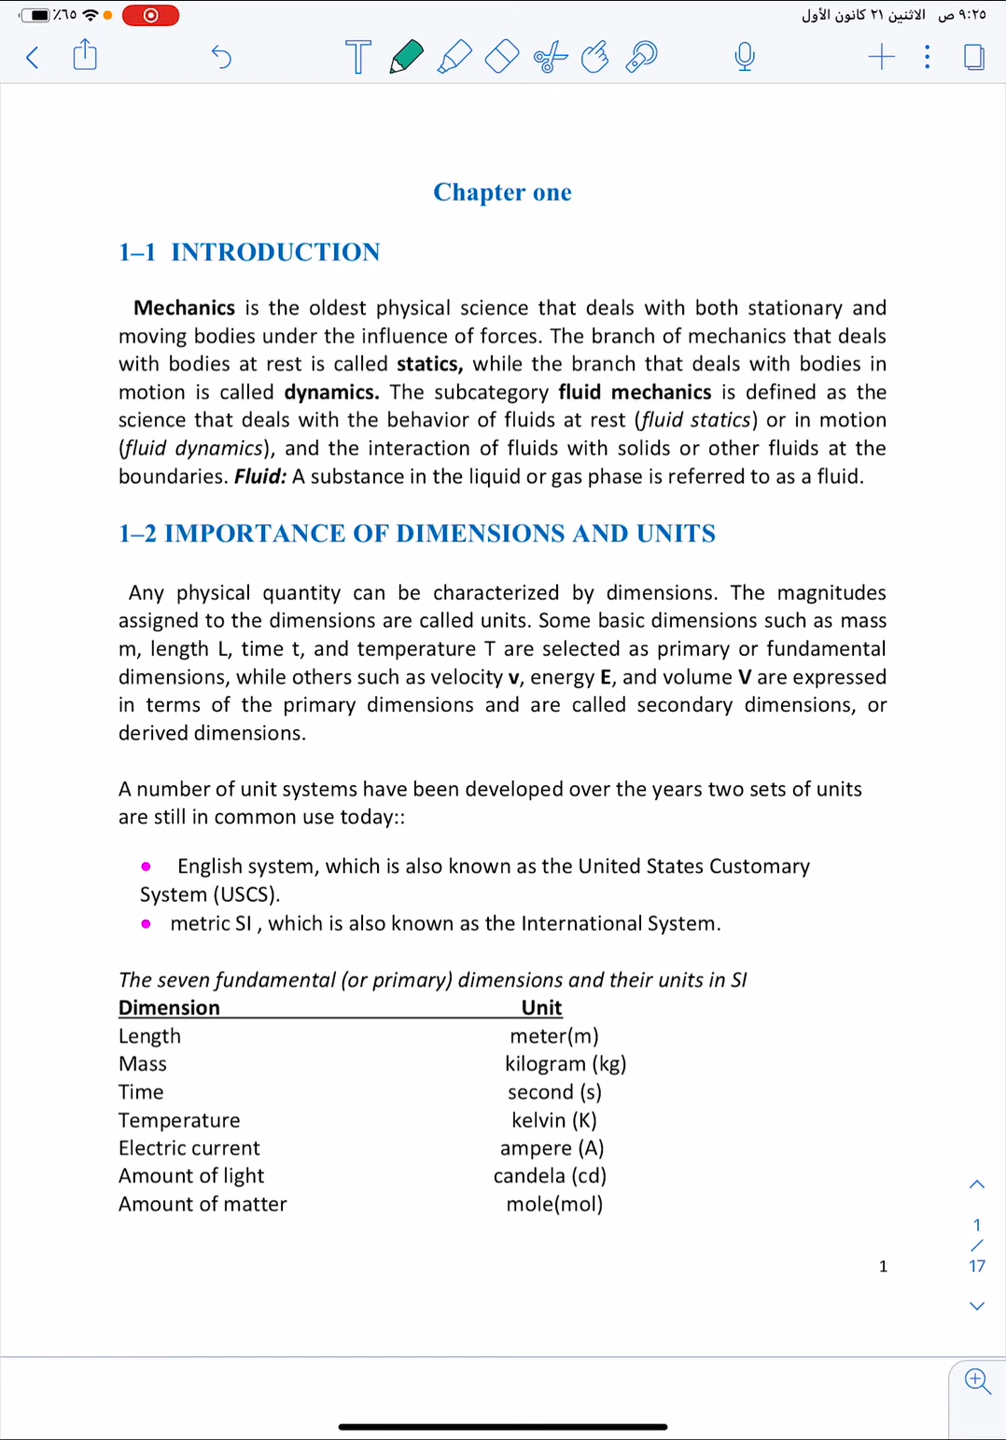 ٪٦٥
٩:٢٥ ص الاثنين ٢١ كانون الأول
T
Chapter one
1–1 INTRODUCTION
Mechanics is the oldest physical science that deals with both stationary and
moving bodies under the influence of forces. The branch of mechanics that deals
with bodies at rest is called statics, while the branch that deals with bodies in
motion is called dynamics. The subcategory fluid mechanics is defined as the
science that deals with the behavior of fluids at rest (fluid statics) or in motion
(fluid dynamics), and the interaction of fluids with solids or other fluids at the
boundaries. Fluid: A substance in the liquid or gas phase is referred to as a fluid.
1–2 IMPORTANCE OF DIMENSIONS AND UNITS
Any physical quantity can be characterized by dimensions. The magnitudes
assigned to the dimensions are called units. Some basic dimensions such as mass
m, length L, time t, and temperature T are selected as primary or fundamental
dimensions, while others such as velocity v, energy E, and volume V are expressed
in terms of the primary dimensions and are called secondary dimensions, or
derived dimensions.
A number of unit systems have been developed over the years two sets of units
are still in common use today::
• English system, which is also known as the United States Customary
System (USCS).
• metric SI , which is also known as the International System.
The seven fundamental (or primary) dimensions and their units in SI
Dimension Unit
Length meter(m)
Mass kilogram (kg)
Time second (s)
Temperature kelvin (K)
Electric current ampere (A)
Amount of light candela (cd)
Amount of matter mole(mol)
1
1
/
17